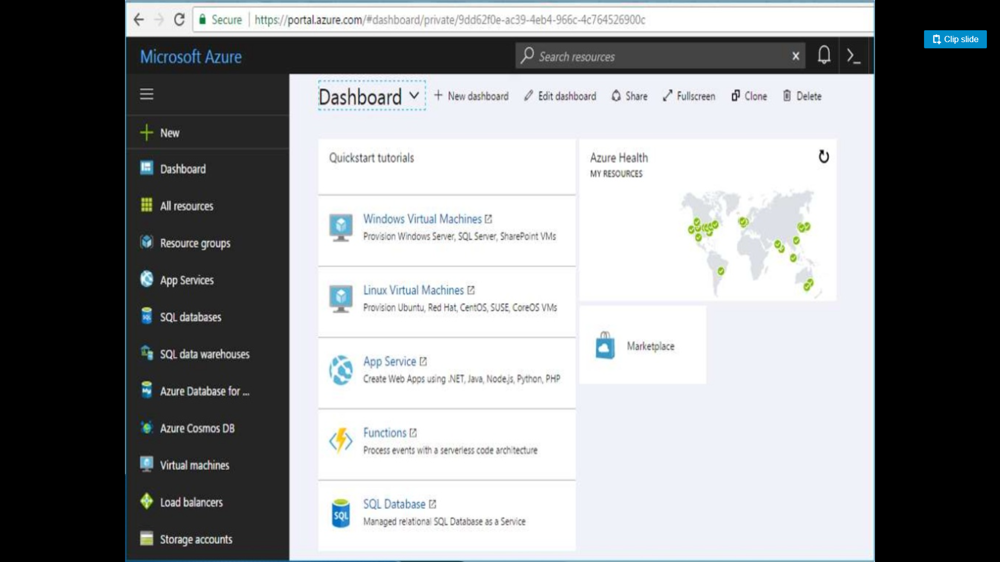 Secure https://portal.azure.com/#dashboard/private/9dd62f0e-ac39-4eb4-966c-4c764526900c
Clip slide
Microsoft Azure
Search resources
Dashboard
New dashboard
Edit dashboard
Share
Fullscreen
Clone
Delete
New
Dashboard
All resources
Resource groups
App Services
SQL databases
SQL data warehouses
Azure Database for ...
Azure Cosmos DB
Virtual machines
Load balancers
Storage accounts
Quickstart tutorials
Windows Virtual Machines
Provision Windows Server, SQL Server, SharePoint VMs
Linux Virtual Machines
Provision Ubuntu, Red Hat, CentOS, SUSE, CoreOS VMs
App Service
Create Web Apps using .NET, Java, Node.js, Python, PHP
Functions
Process events with a serverless code architecture
SQL
SQL Database
Managed relational SQL Database as a Service
Azure Health
MY RESOURCES
Marketplace